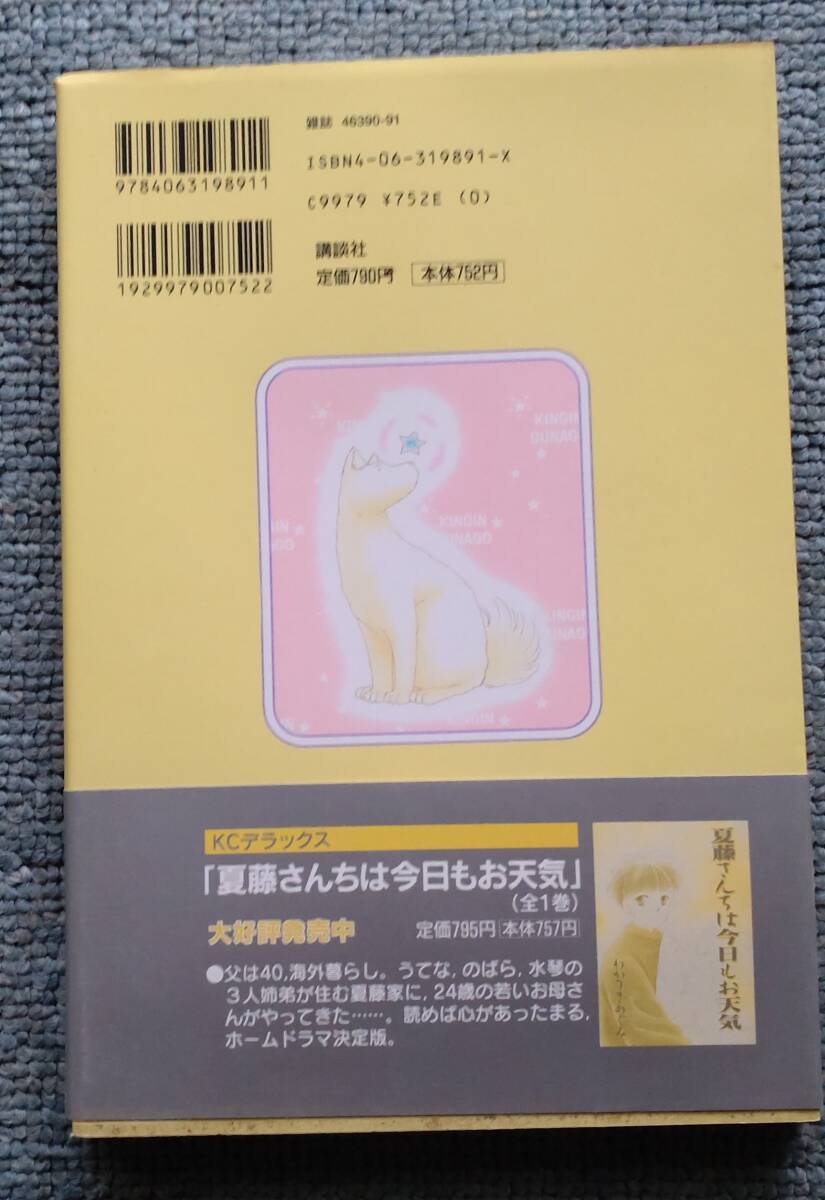 雑誌 46390-91
ISBN4-06-319891-X
C9979 ¥752E (0)
9784063198911
1929979007522
講談社
定価790円 本体752円
KINGIN
SUNAGO
KINGIN
SUNAGO
KCデラックス
「夏藤さんちは今日もお天気」
(全1巻)
大好評発売中
定価795円 本体757円
●父は40,海外暮らし。うてな,のばら,水琴の
3人姉弟が住む夏藤家に,24歳の若いお母さ
んがやってきた……。読めば心があったまる,
ホームドラマ決定版。
夏藤さんちは今日もお天気
わかつきめぐみ